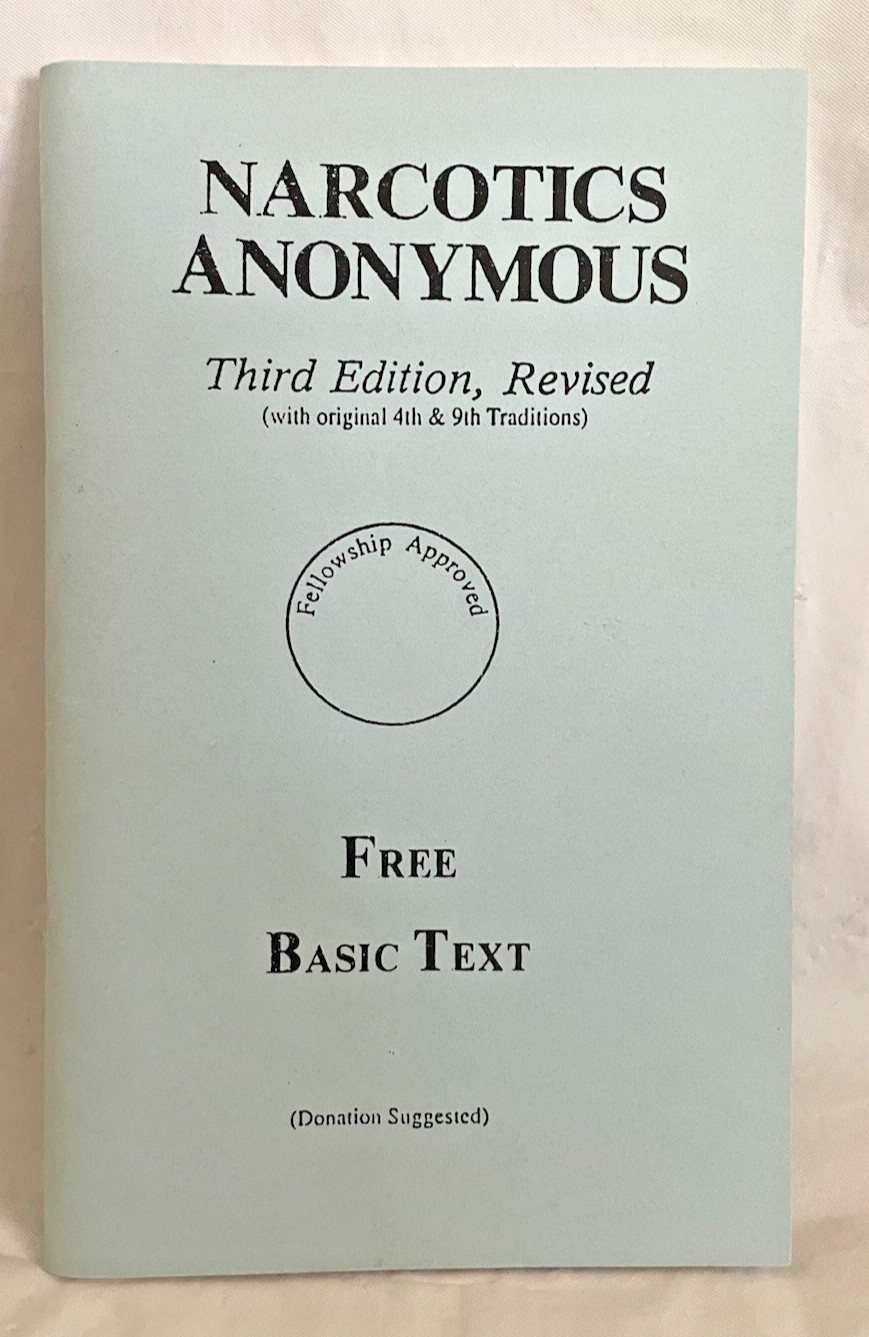 NARCOTICS
ANONYMOUS
Third Edition, Revised
(with original 4th & 9th Traditions)
Fellowship Approved
FREE
BASIC TEXT
(Donation Suggested)